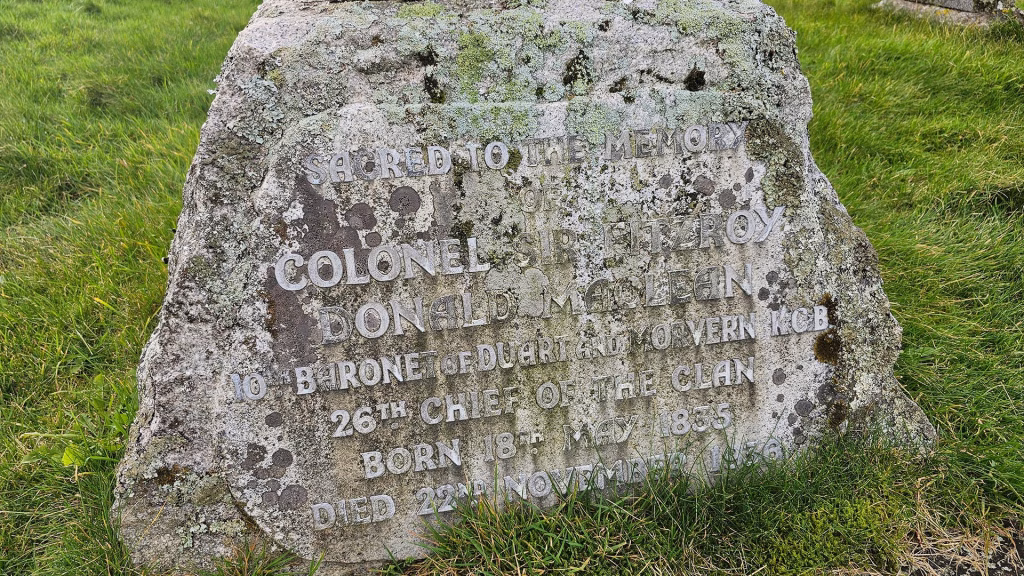 SACRED TO THE MEMORY
OF
COLONEL SIR FITZROY
DONALD MACLEAN
10TH BARONET OF DUART AND MORVERN K.C.B
26TH CHIEF OF THE CLAN
BORN 18TH MAY 1835
DIED 22ND NOVEMBER 1936